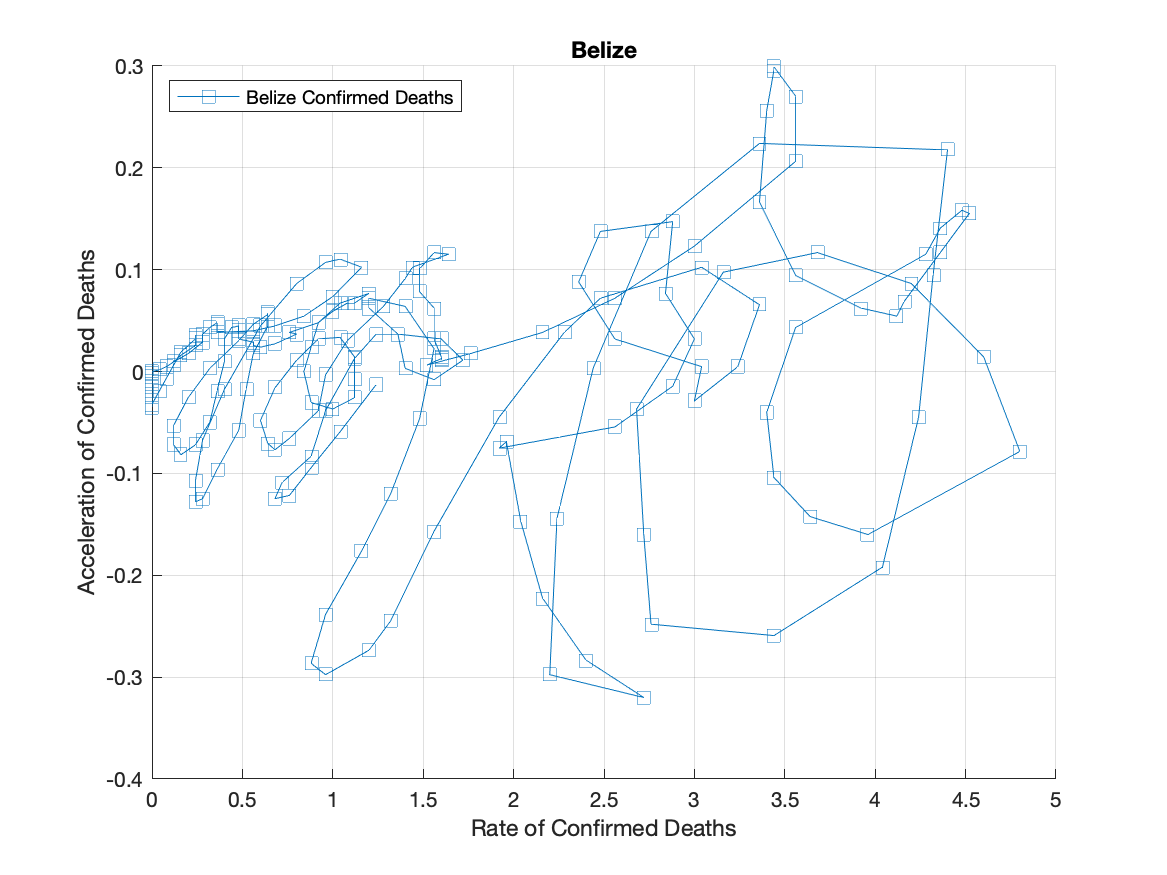 Belize
Belize Confirmed Deaths
0.3
0.2
0.1
0
-0.1
-0.2
-0.3
-0.4
Acceleration of Confirmed Deaths
0 0.5 1 1.5 2 2.5 3 3.5 4 4.5 5
Rate of Confirmed Deaths